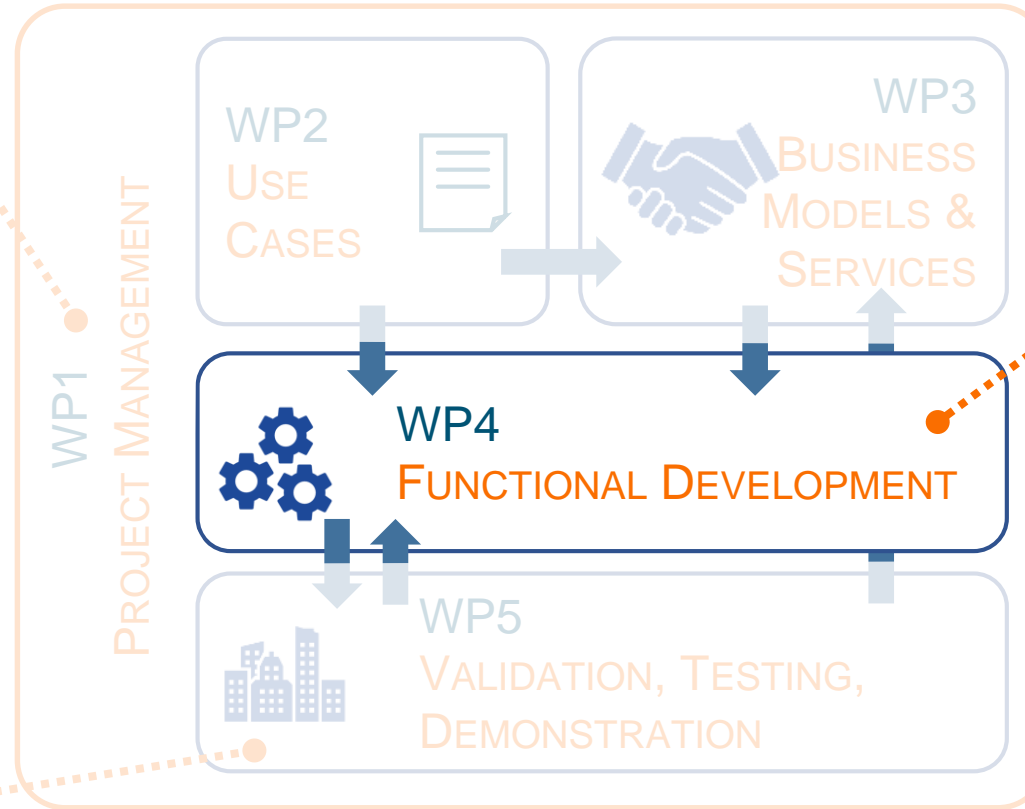 WP1
PROJECT MANAGEMENT
WP2
USE
CASES
WP3
BUSINESS
MODELS &
SERVICES
WP4
FUNCTIONAL DEVELOPMENT
WP5
VALIDATION, TESTING,
DEMONSTRATION